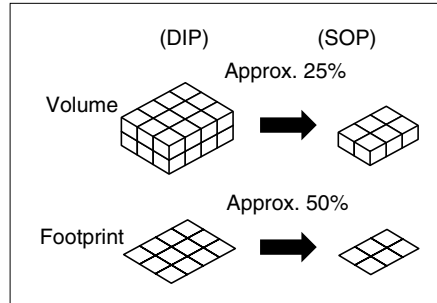 (DIP) (SOP)
Approx. 25%
Volume
Approx. 50%
Footprint